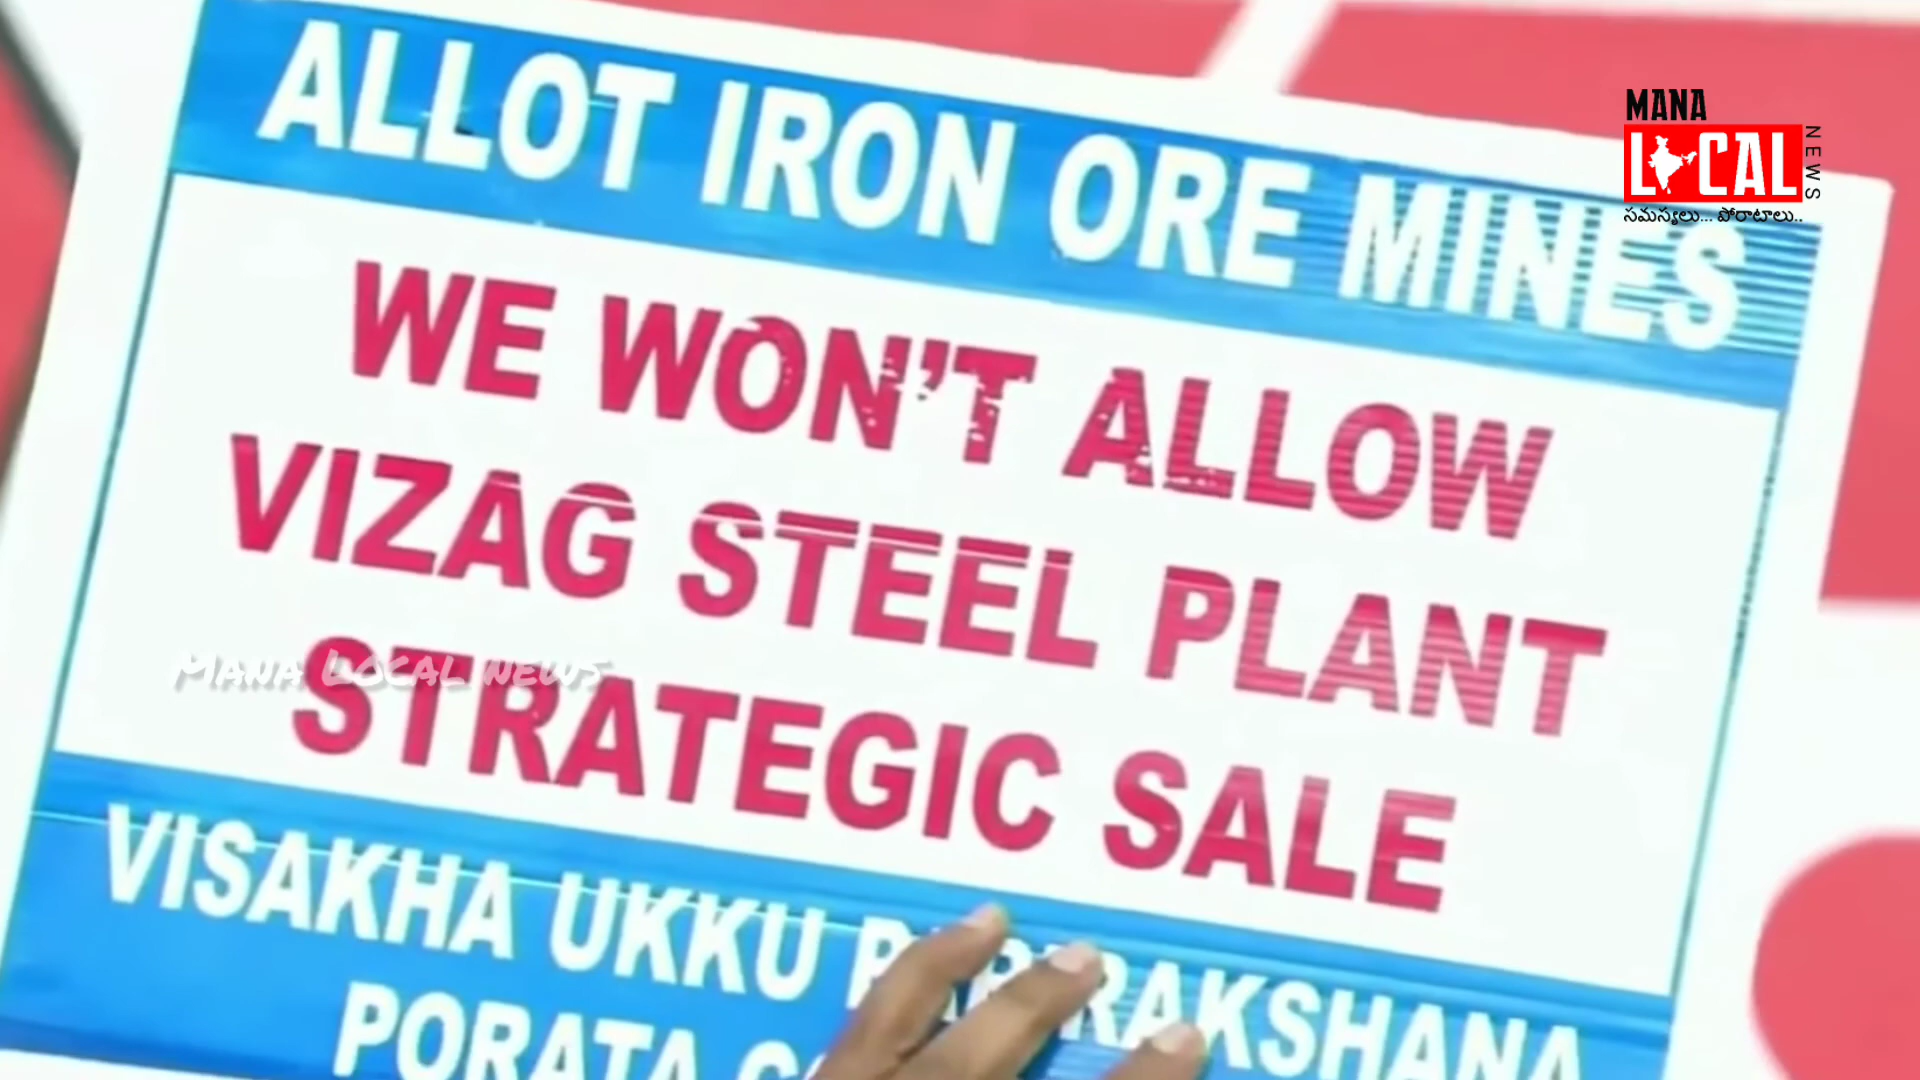 ALLOT IRON ORE MINES
WE WON'T ALLOW
VIZAG STEEL PLANT
STRATEGIC SALE
VISAKHA UKKU PARIRAKSHANA
PORATA
MANA
LOCAL
NEWS
సమస్యలు... పోరాటాలు..
MANA LOCAL NEWS